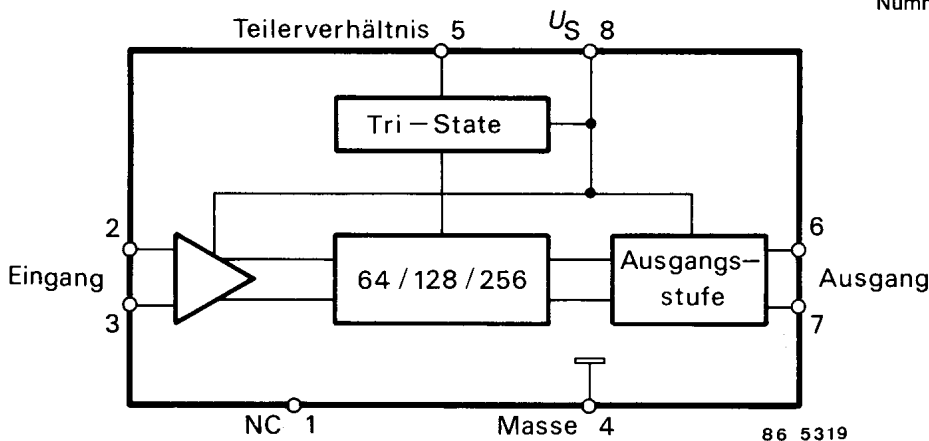 Numm
Teilerverhältnis 5
U_S 8
Tri–State
2
6
Eingang
64 / 128 / 256
Ausgangs–
stufe
Ausgang
3
7
NC 1
Masse 4
86 5319